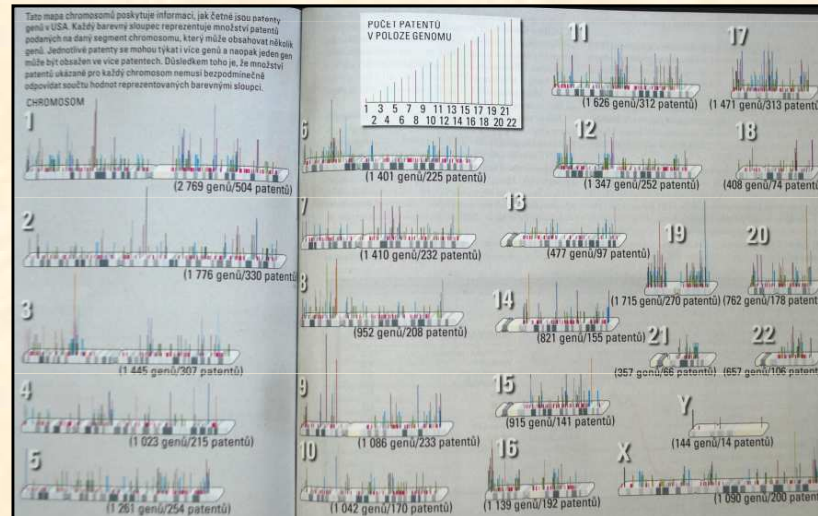 Tato mapa chromosomů poskytuje informaci, jak četné jsou patenty
genů v USA. Každý barevný sloupec reprezentuje množství patentů
podaných na daný segment chromosomu, který může obsahovat několik
genů. Jednotlivé patenty se mohou týkat i více genů a naopak jeden gen
může být obsažen ve více patentech. Důsledkem toho je, že množství
patentů ukázané pro každý chromosom nemusí bezpodmínečně
odpovídat součtu hodnot reprezentovaných barevnými sloupci.
CHROMOSOM
1
(2 769 genů/504 patentů)
2
(1 776 genů/330 patentů
3
(1 445 genů/307 patentů)
4
(1 023 genů/215 patentů)
5
(1 261 genů/254 patentů)
POČET PATENTŮ
V POLOZE GENOMU
1 3 5 7 9 11 13 15 17 19 21
2 4 6 8 10 12 14 16 18 20 22
6
(1 401 genů/225 patentů)
7
(1 410 genů/232 patentů)
8
(952 genů/208 patentů)
9
(1 086 genů/233 patentů)
10
(1 042 genů/170 patentů)
11
(1 626 genů/312 patentů)
12
(1 347 genů/252 patentů)
13
(477 genů/97 patentů)
14
(821 genů/155 patentů)
15
(915 genů/141 patentů)
16
(1 139 genů/192 patentů)
17
(1 471 genů/313 patentů)
18
(408 genů/74 patentů)
19
(1 715 genů/270 patentů)
20
(762 genů/178 patentů
21
(357 genů/66 patentů)
22
(657 genů/106 patentů)
Y
(144 genů/14 patentů)
X
(1 090 genů/200 patentů